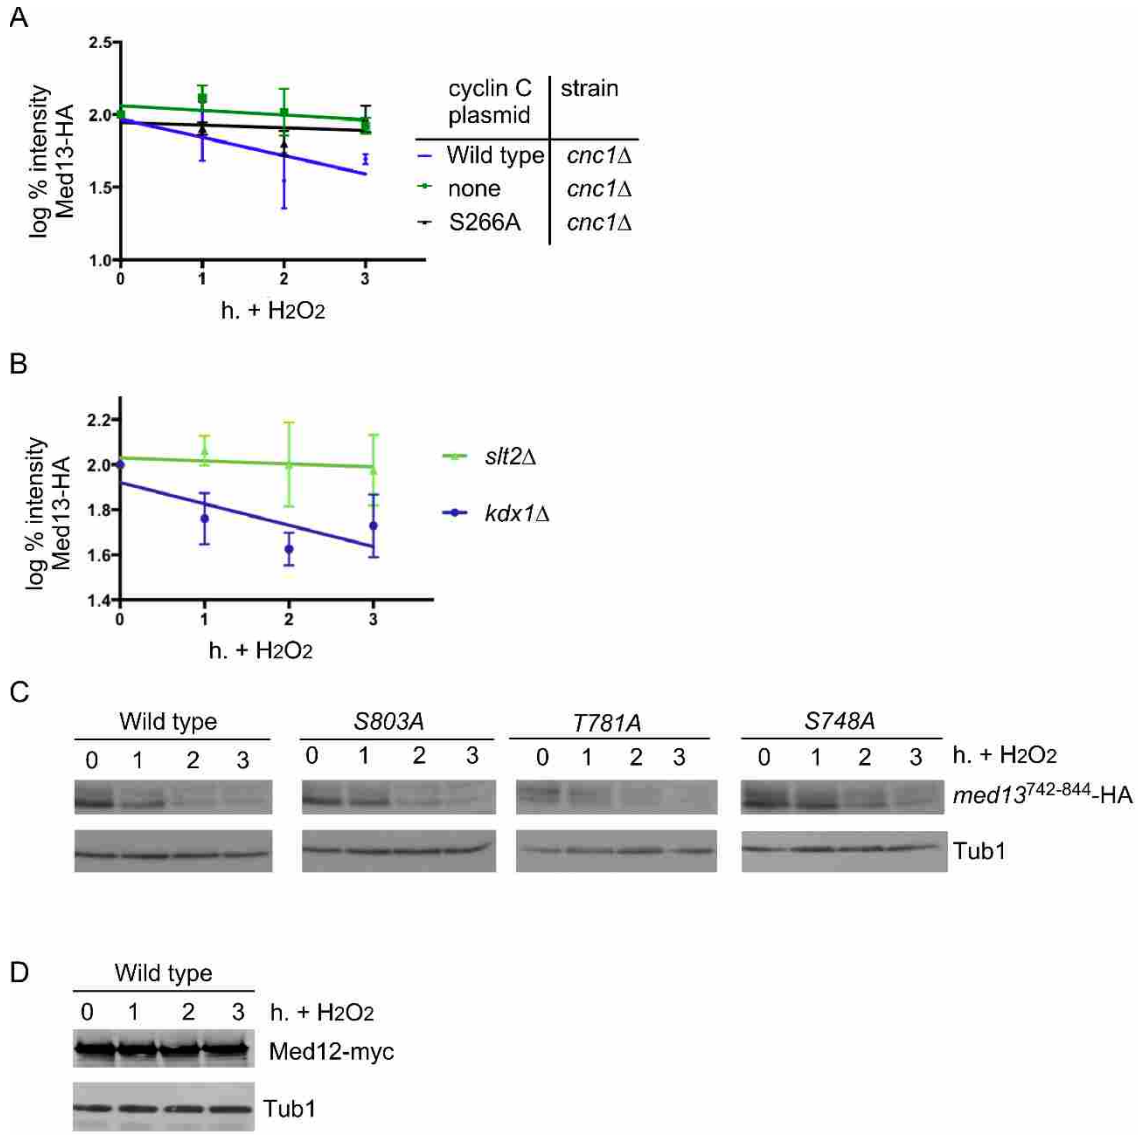 A
2.5
2.0
1.5
1.0
log % intensity
Med13-HA
0 1 2 3
h. + H2O2
cyclin C
plasmid
strain
Wild type cnc1Δ
none cnc1Δ
S266A cnc1Δ
B
2.2
2.0
1.8
1.6
1.4
log % intensity
Med13-HA
0 1 2 3
h. + H2O2
slt2Δ
kdx1Δ
C
Wild type S803A T781A S748A
0 1 2 3 0 1 2 3 0 1 2 3 0 1 2 3 h. + H2O2
med13742-844-HA
Tub1
D
Wild type
0 1 2 3 h. + H2O2
Med12-myc
Tub1